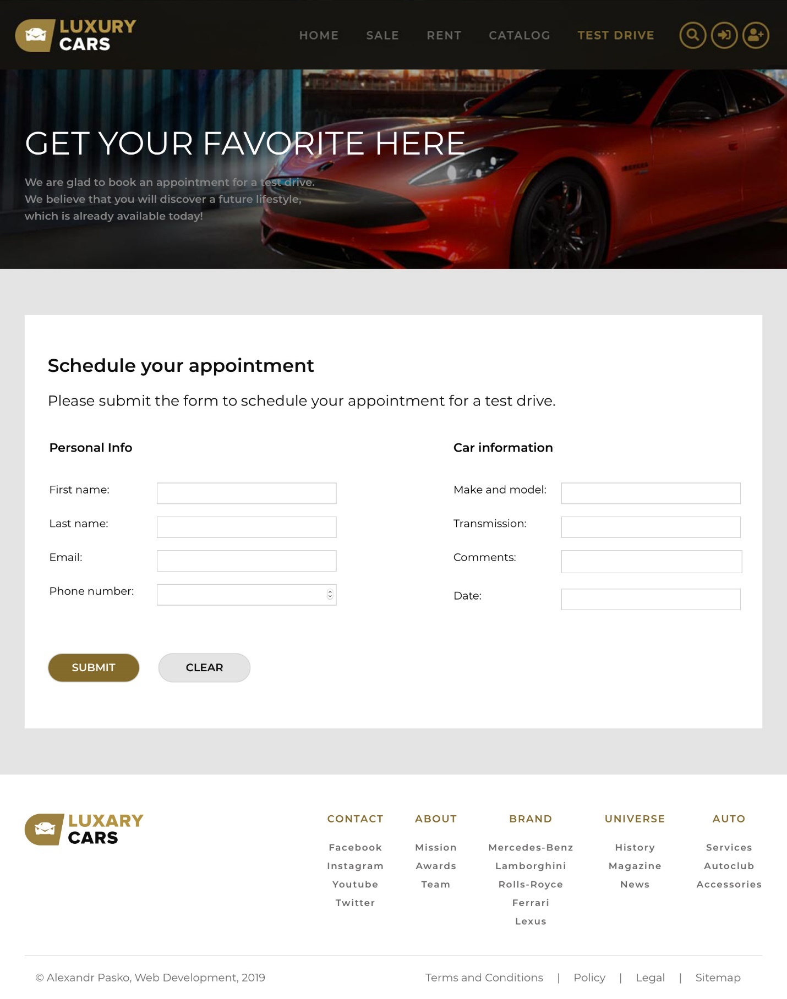 LUXURY
CARS
HOME SALE RENT CATALOG TEST DRIVE
GET YOUR FAVORITE HERE
We are glad to book an appointment for a test drive.
We believe that you will discover a future lifestyle,
which is already available today!
Schedule your appointment
Please submit the form to schedule your appointment for a test drive.
Personal Info
First name:
Last name:
Email:
Phone number:
Car information
Make and model:
Transmission:
Comments:
Date:
SUBMIT CLEAR
LUXARY
CARS
CONTACT
Facebook
Instagram
Youtube
Twitter
ABOUT
Mission
Awards
Team
BRAND
Mercedes-Benz
Lamborghini
Rolls-Royce
Ferrari
Lexus
UNIVERSE
History
Magazine
News
AUTO
Services
Autoclub
Accessories
© Alexandr Pasko, Web Development, 2019
Terms and Conditions | Policy | Legal | Sitemap